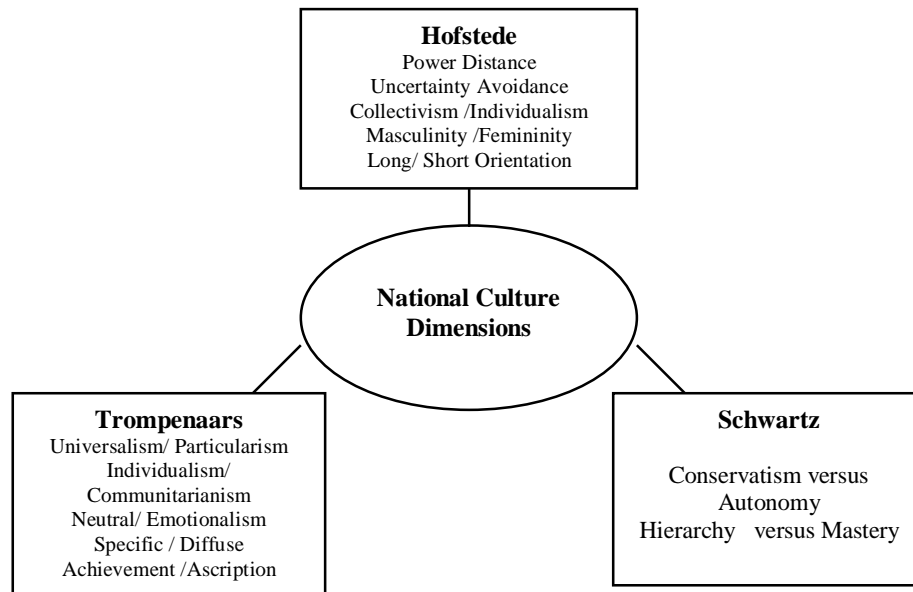 Hofstede
Power Distance
Uncertainty Avoidance
Collectivism /Individualism
Masculinity /Femininity
Long/ Short Orientation
National Culture
Dimensions
Trompenaars
Universalism/ Particularism
Individualism/
Communitarianism
Neutral/ Emotionalism
Specific / Diffuse
Achievement /Ascription
Schwartz
Conservatism versus
Autonomy
Hierarchy versus Mastery